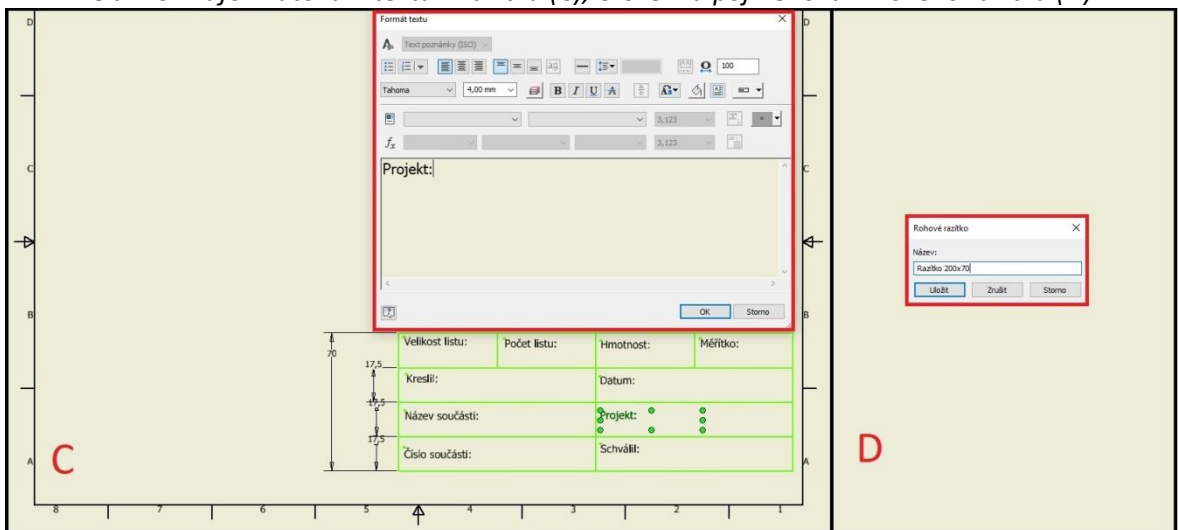 D
D
Formát textu
Text poznámky (ISO)
100
Tahoma
4,00 mm
B I U A
3,123
fx
3,123
Projekt:
OK
Storno
C
C
B
B
A
A
Velikost listu:
Počet listu:
Hmotnost:
Měřítko:
Kreslil:
Datum:
Název součásti:
Projekt:
Číslo součásti:
Schválil:
70
17,5
17,5
17,5
C
8
7
6
5
4
3
2
1
Rohové razítko
Název:
Razítko 200x70
Uložit
Zrušit
Storno
D